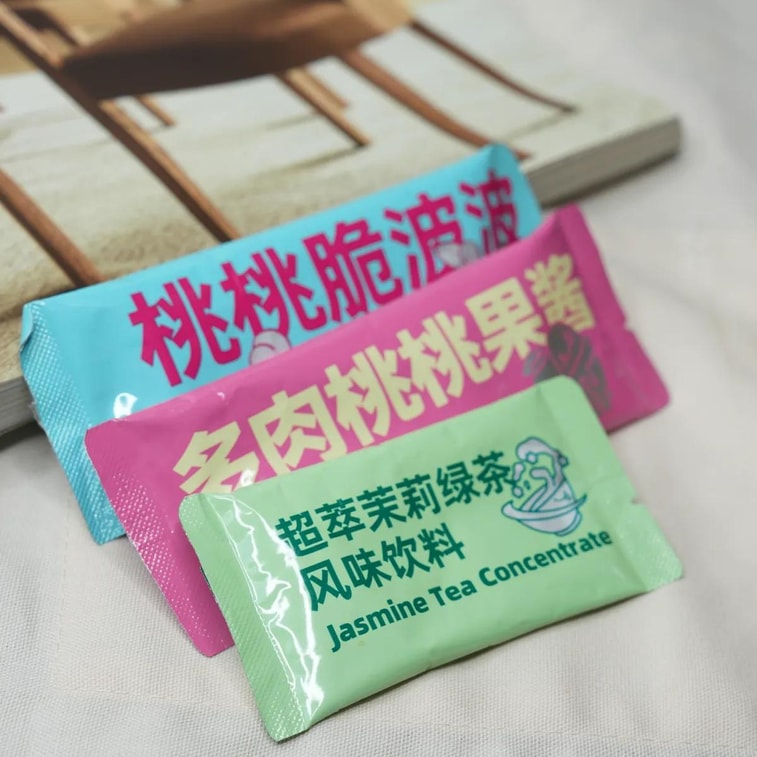 桃桃脆波波
多肉桃桃果酱
超萃茉莉绿茶
风味饮料
Jasmine Tea Concentrate